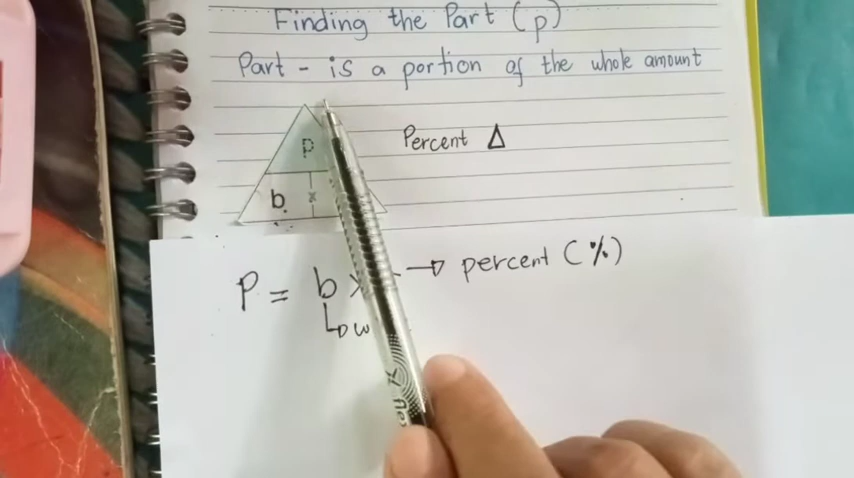 Finding the Part (p)
Part - is a portion of the whole amount
Percent Δ
P
b x
P = b x → percent (%)